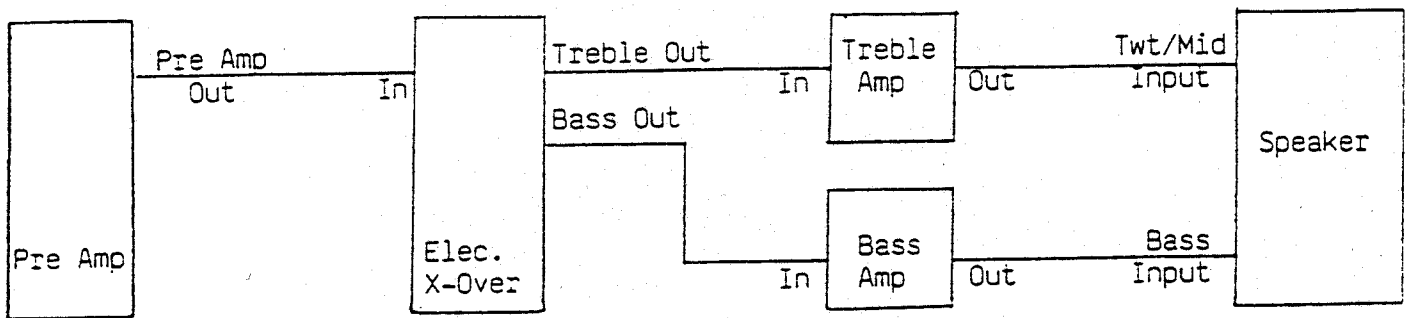 Pre Amp
Pre Amp
Out
In
Elec.
X-Over
Treble Out
Bass Out
In
Treble
Amp
Out
In
Bass
Amp
Out
Twt/Mid
Input
Bass
Input
Speaker